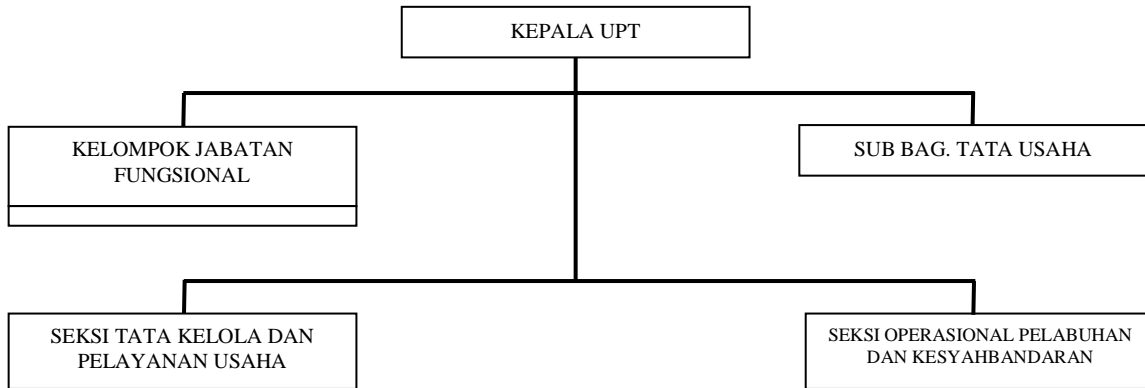 KEPALA UPT
KELOMPOK JABATAN
FUNGSIONAL
SUB BAG. TATA USAHA
SEKSI TATA KELOLA DAN
PELAYANAN USAHA
SEKSI OPERASIONAL PELABUHAN
DAN KESYAHBANDARAN